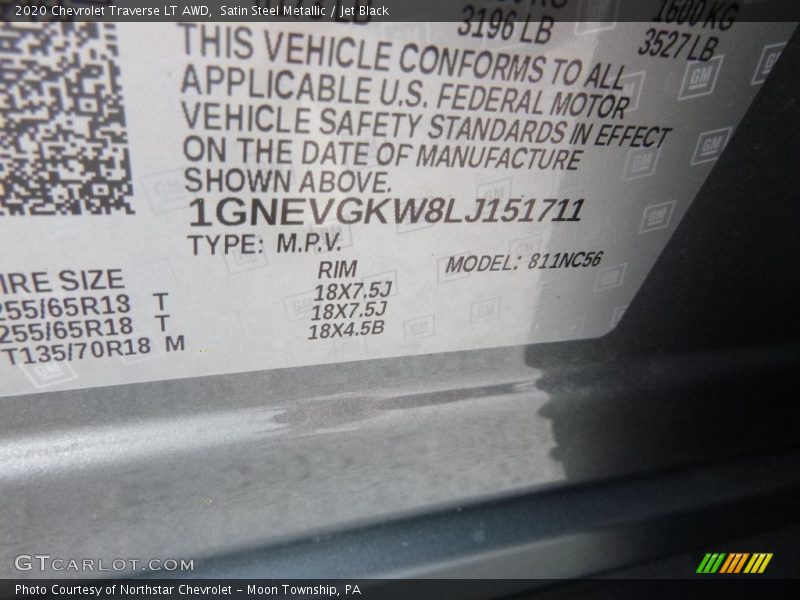 2020 Chevrolet Traverse LT AWD, Satin Steel Metallic / Jet Black
3196 LB
1600 KG
3527 LB
THIS VEHICLE CONFORMS TO ALL
APPLICABLE U.S. FEDERAL MOTOR
VEHICLE SAFETY STANDARDS IN EFFECT
ON THE DATE OF MANUFACTURE
SHOWN ABOVE.
1GNEVGKW8LJ151711
TYPE: M.P.V.
MODEL: 811NC56
IRE SIZE RIM
255/65R18 T 18X7.5J
255/65R18 T 18X7.5J
T135/70R18 M 18X4.5B
GTCARLOT.COM
Photo Courtesy of Northstar Chevrolet - Moon Township, PA